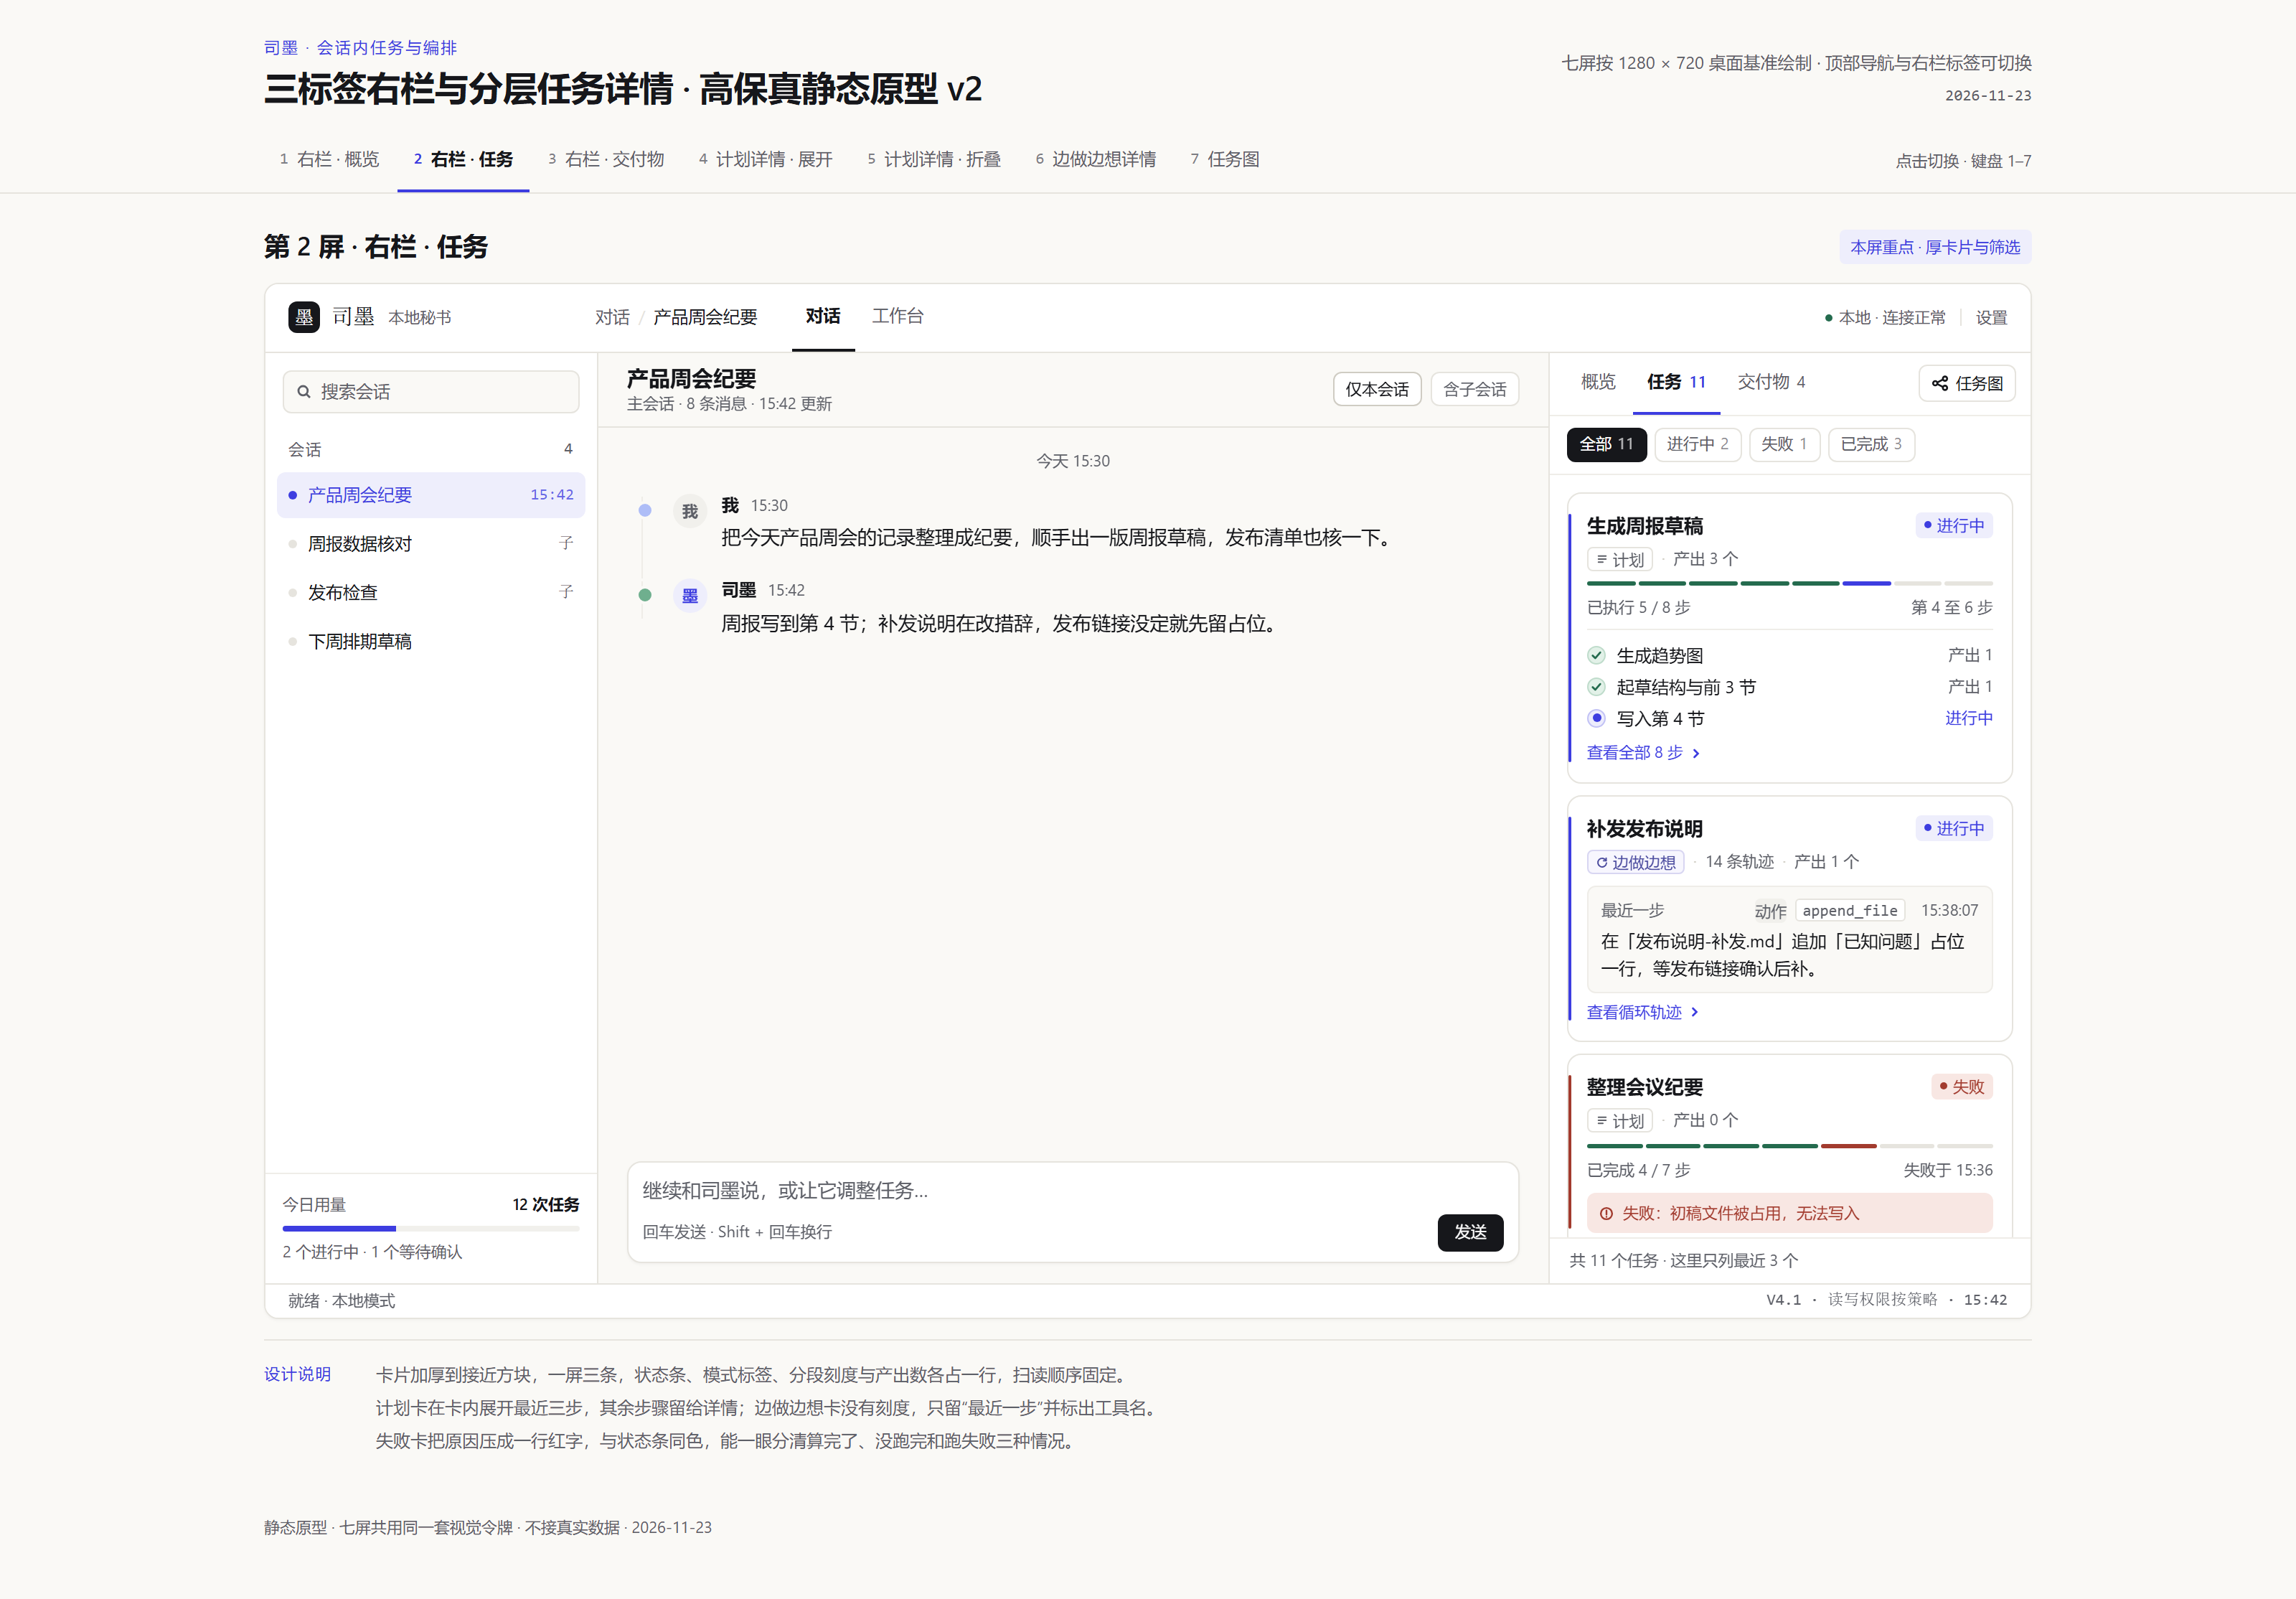 司墨 · 会话内任务与编排
三标签右栏与分层任务详情 · 高保真静态原型 v2
七屏按 1280 × 720 桌面基准绘制 · 顶部导航与右栏标签可切换
2026-11-23
1 右栏 · 概览
2 右栏 · 任务
3 右栏 · 交付物
4 计划详情 · 展开
5 计划详情 · 折叠
6 边做边想详情
7 任务图
点击切换 · 键盘 1–7
第 2 屏 · 右栏 · 任务
本屏重点 · 厚卡片与筛选
墨 司墨 本地秘书
对话 / 产品周会纪要
对话
工作台
本地 · 连接正常
设置
搜索会话
会话 4
产品周会纪要 15:42
周报数据核对 子
发布检查 子
下周排期草稿
今日用量 12 次任务
2 个进行中 · 1 个等待确认
产品周会纪要
主会话 · 8 条消息 · 15:42 更新
仅本会话
含子会话
今天 15:30
我 我 15:30
把今天产品周会的记录整理成纪要，顺手出一版周报草稿，发布清单也核一下。
墨 司墨 15:42
周报写到第 4 节；补发说明在改措辞，发布链接没定就先留占位。
继续和司墨说，或让它调整任务…
回车发送 · Shift + 回车换行
发送
概览
任务 11
交付物 4
任务图
全部 11
进行中 2
失败 1
已完成 3
生成周报草稿 进行中
计划 · 产出 3 个
已执行 5 / 8 步 第 4 至 6 步
生成趋势图 产出 1
起草结构与前 3 节 产出 1
写入第 4 节 进行中
查看全部 8 步
补发发布说明 进行中
边做边想 · 14 条轨迹 · 产出 1 个
最近一步 动作 append_file 15:38:07
在「发布说明-补发.md」追加「已知问题」占位
一行，等发布链接确认后补。
查看循环轨迹
整理会议纪要 失败
计划 · 产出 0 个
已完成 4 / 7 步 失败于 15:36
失败：初稿文件被占用，无法写入
共 11 个任务 · 这里只列最近 3 个
就绪 · 本地模式
V4.1 · 读写权限按策略 · 15:42
设计说明
卡片加厚到接近方块，一屏三条，状态条、模式标签、分段刻度与产出数各占一行，扫读顺序固定。
计划卡在卡内展开最近三步，其余步骤留给详情；边做边想卡没有刻度，只留“最近一步”并标出工具名。
失败卡把原因压成一行红字，与状态条同色，能一眼分清算完了、没跑完和跑失败三种情况。
静态原型 · 七屏共用同一套视觉令牌 · 不接真实数据 · 2026-11-23